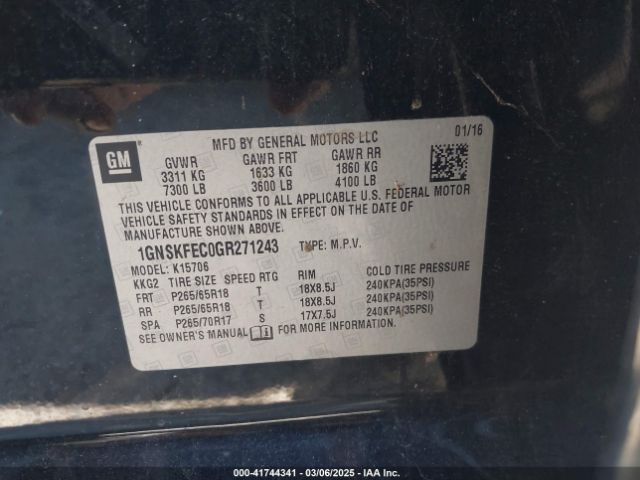 MFD BY GENERAL MOTORS LLC 01/16
GM
GVWR GAWR FRT GAWR RR
3311 KG 1633 KG 1860 KG
7300 LB 3600 LB 4100 LB
THIS VEHICLE CONFORMS TO ALL APPLICABLE U.S. FEDERAL MOTOR
VEHICLE SAFETY STANDARDS IN EFFECT ON THE DATE OF
MANUFACTURE SHOWN ABOVE.
1GNSKFEC0GR271243 TYPE: M.P.V.
MODEL: K15706
KKG2 TIRE SIZE SPEED RTG RIM COLD TIRE PRESSURE
FRT P265/65R18 T 18X8.5J 240KPA(35PSI)
RR P265/65R18 T 18X8.5J 240KPA(35PSI)
SPA P265/70R17 S 17X7.5J 240KPA(35PSI)
SEE OWNER'S MANUAL FOR MORE INFORMATION.
000-41744341 - 03/06/2025 - IAA Inc.